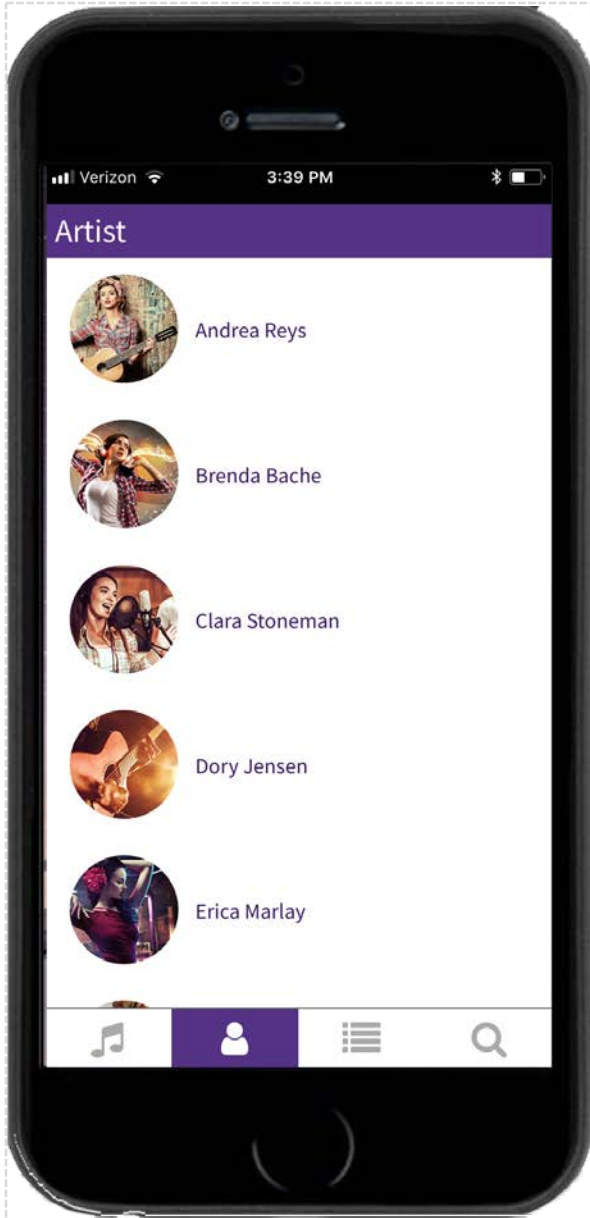 Verizon 3:39 PM
Artist
Andrea Reys
Brenda Bache
Clara Stoneman
Dory Jensen
Erica Marlay